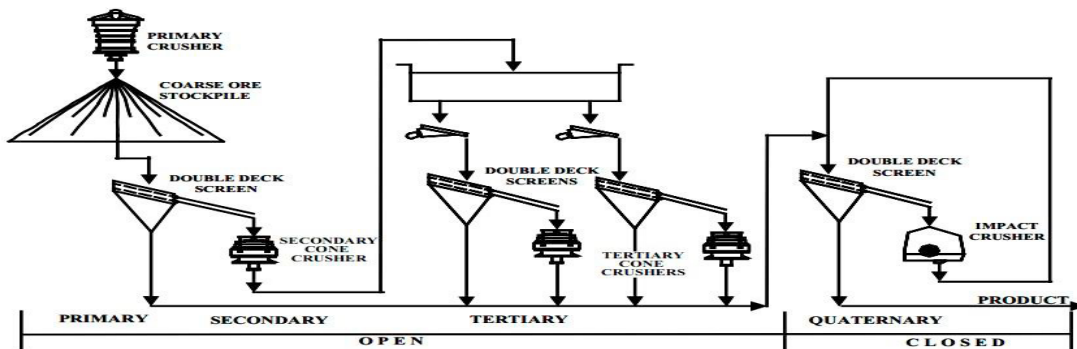 PRIMARY
CRUSHER
COARSE ORE
STOCKPILE
DOUBLE DECK
SCREEN
SECONDARY
CONE
CRUSHER
DOUBLE DECK
SCREENS
TERTIARY
CONE
CRUSHERS
DOUBLE DECK
SCREEN
IMPACT
CRUSHER
PRODUCT
PRIMARY SECONDARY TERTIARY QUATERNARY
OPEN CLOSED